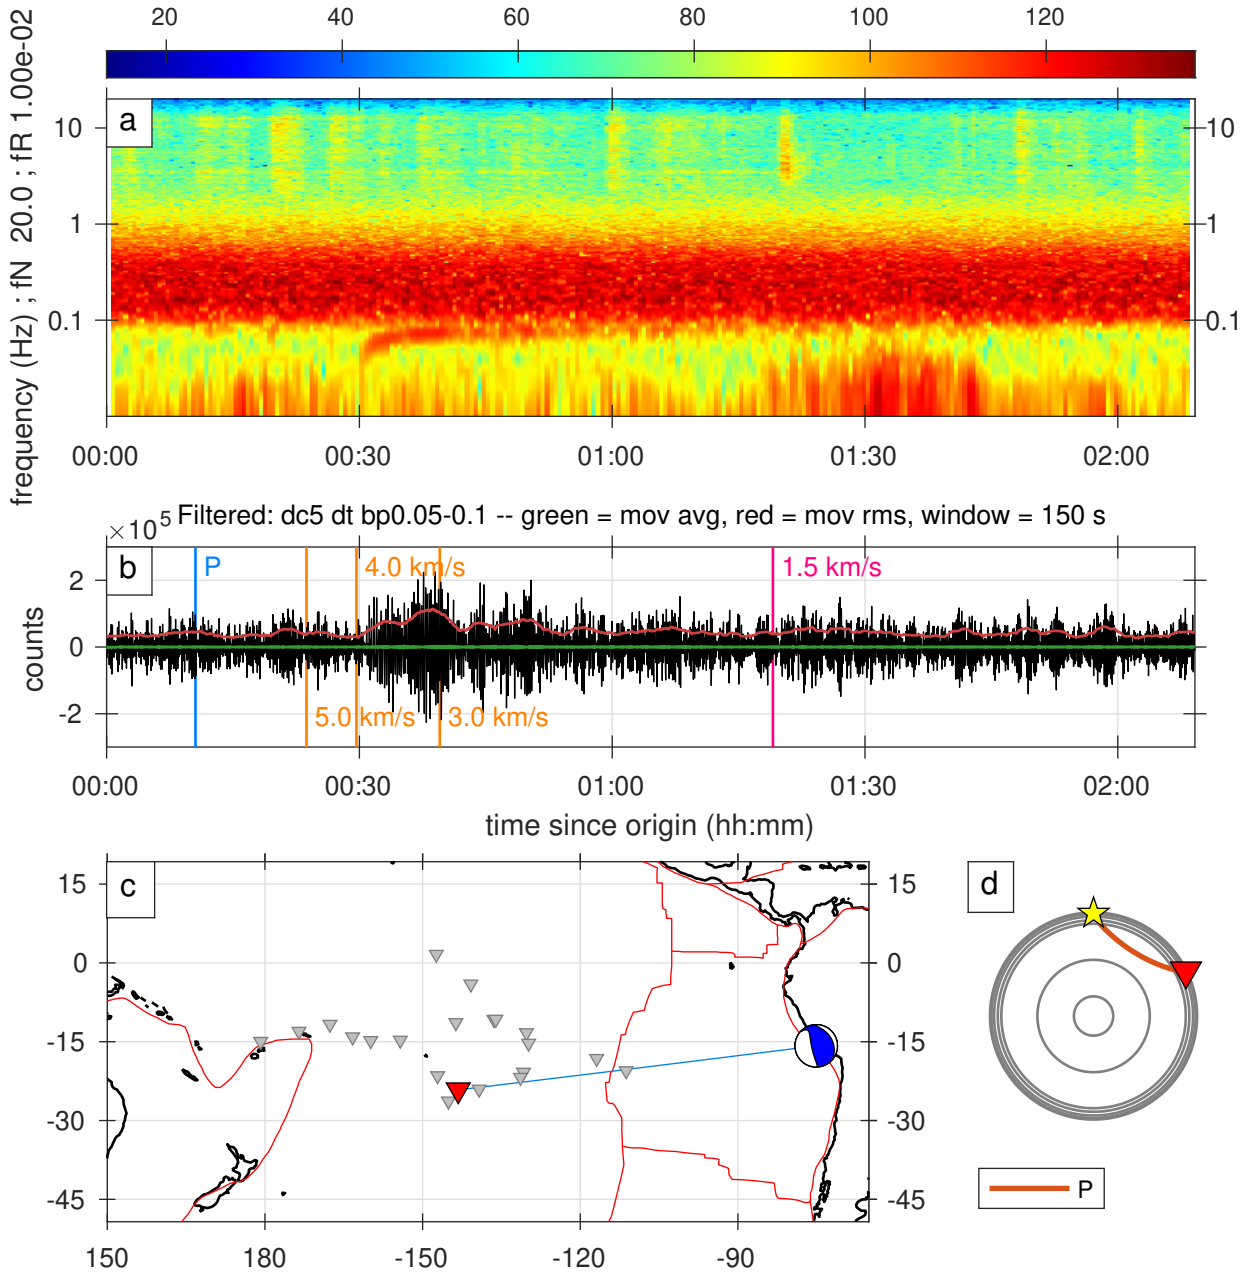 20 40 60 80 100 120
frequency (Hz) ; fN 20.0 ; fR 1.00e-02
a
10 10
1 1
0.1 0.1
00:00 00:30 01:00 01:30 02:00
×10⁵ Filtered: dc5 dt bp0.05-0.1 -- green = mov avg, red = mov rms, window = 150 s
b
P
4.0 km/s
1.5 km/s
counts
2
0
-2
5.0 km/s
3.0 km/s
00:00 00:30 01:00 01:30 02:00
time since origin (hh:mm)
c
15 15
0 0
-15 -15
-30 -30
-45 -45
150 180 -150 -120 -90
d
P